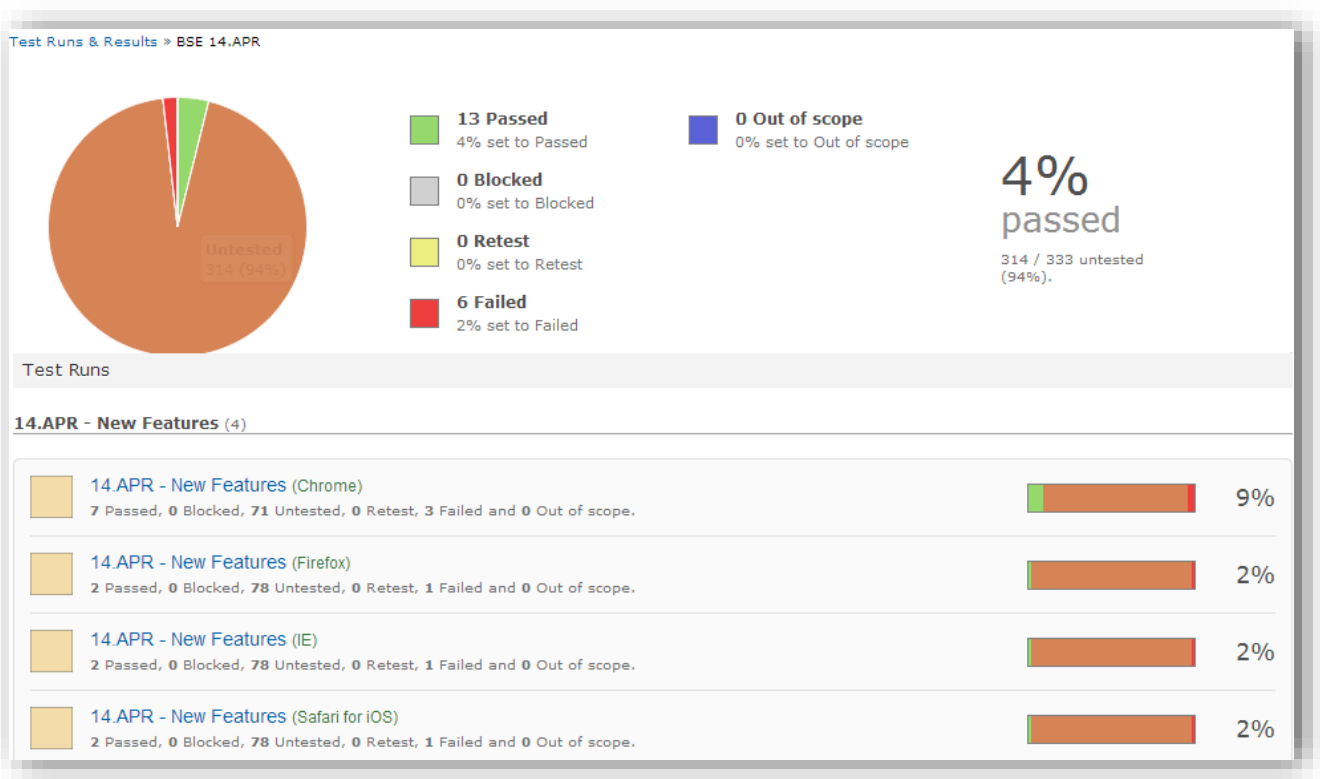 Test Runs & Results » BSE 14.APR
Untested
314 (94%)
13 Passed
4% set to Passed
0 Blocked
0% set to Blocked
0 Retest
0% set to Retest
6 Failed
2% set to Failed
0 Out of scope
0% set to Out of scope
4%
passed
314 / 333 untested
(94%).
Test Runs
14.APR - New Features (4)
14.APR - New Features (Chrome)
7 Passed, 0 Blocked, 71 Untested, 0 Retest, 3 Failed and 0 Out of scope.
9%
14.APR - New Features (Firefox)
2 Passed, 0 Blocked, 78 Untested, 0 Retest, 1 Failed and 0 Out of scope.
2%
14.APR - New Features (IE)
2 Passed, 0 Blocked, 78 Untested, 0 Retest, 1 Failed and 0 Out of scope.
2%
14.APR - New Features (Safari for iOS)
2 Passed, 0 Blocked, 78 Untested, 0 Retest, 1 Failed and 0 Out of scope.
2%